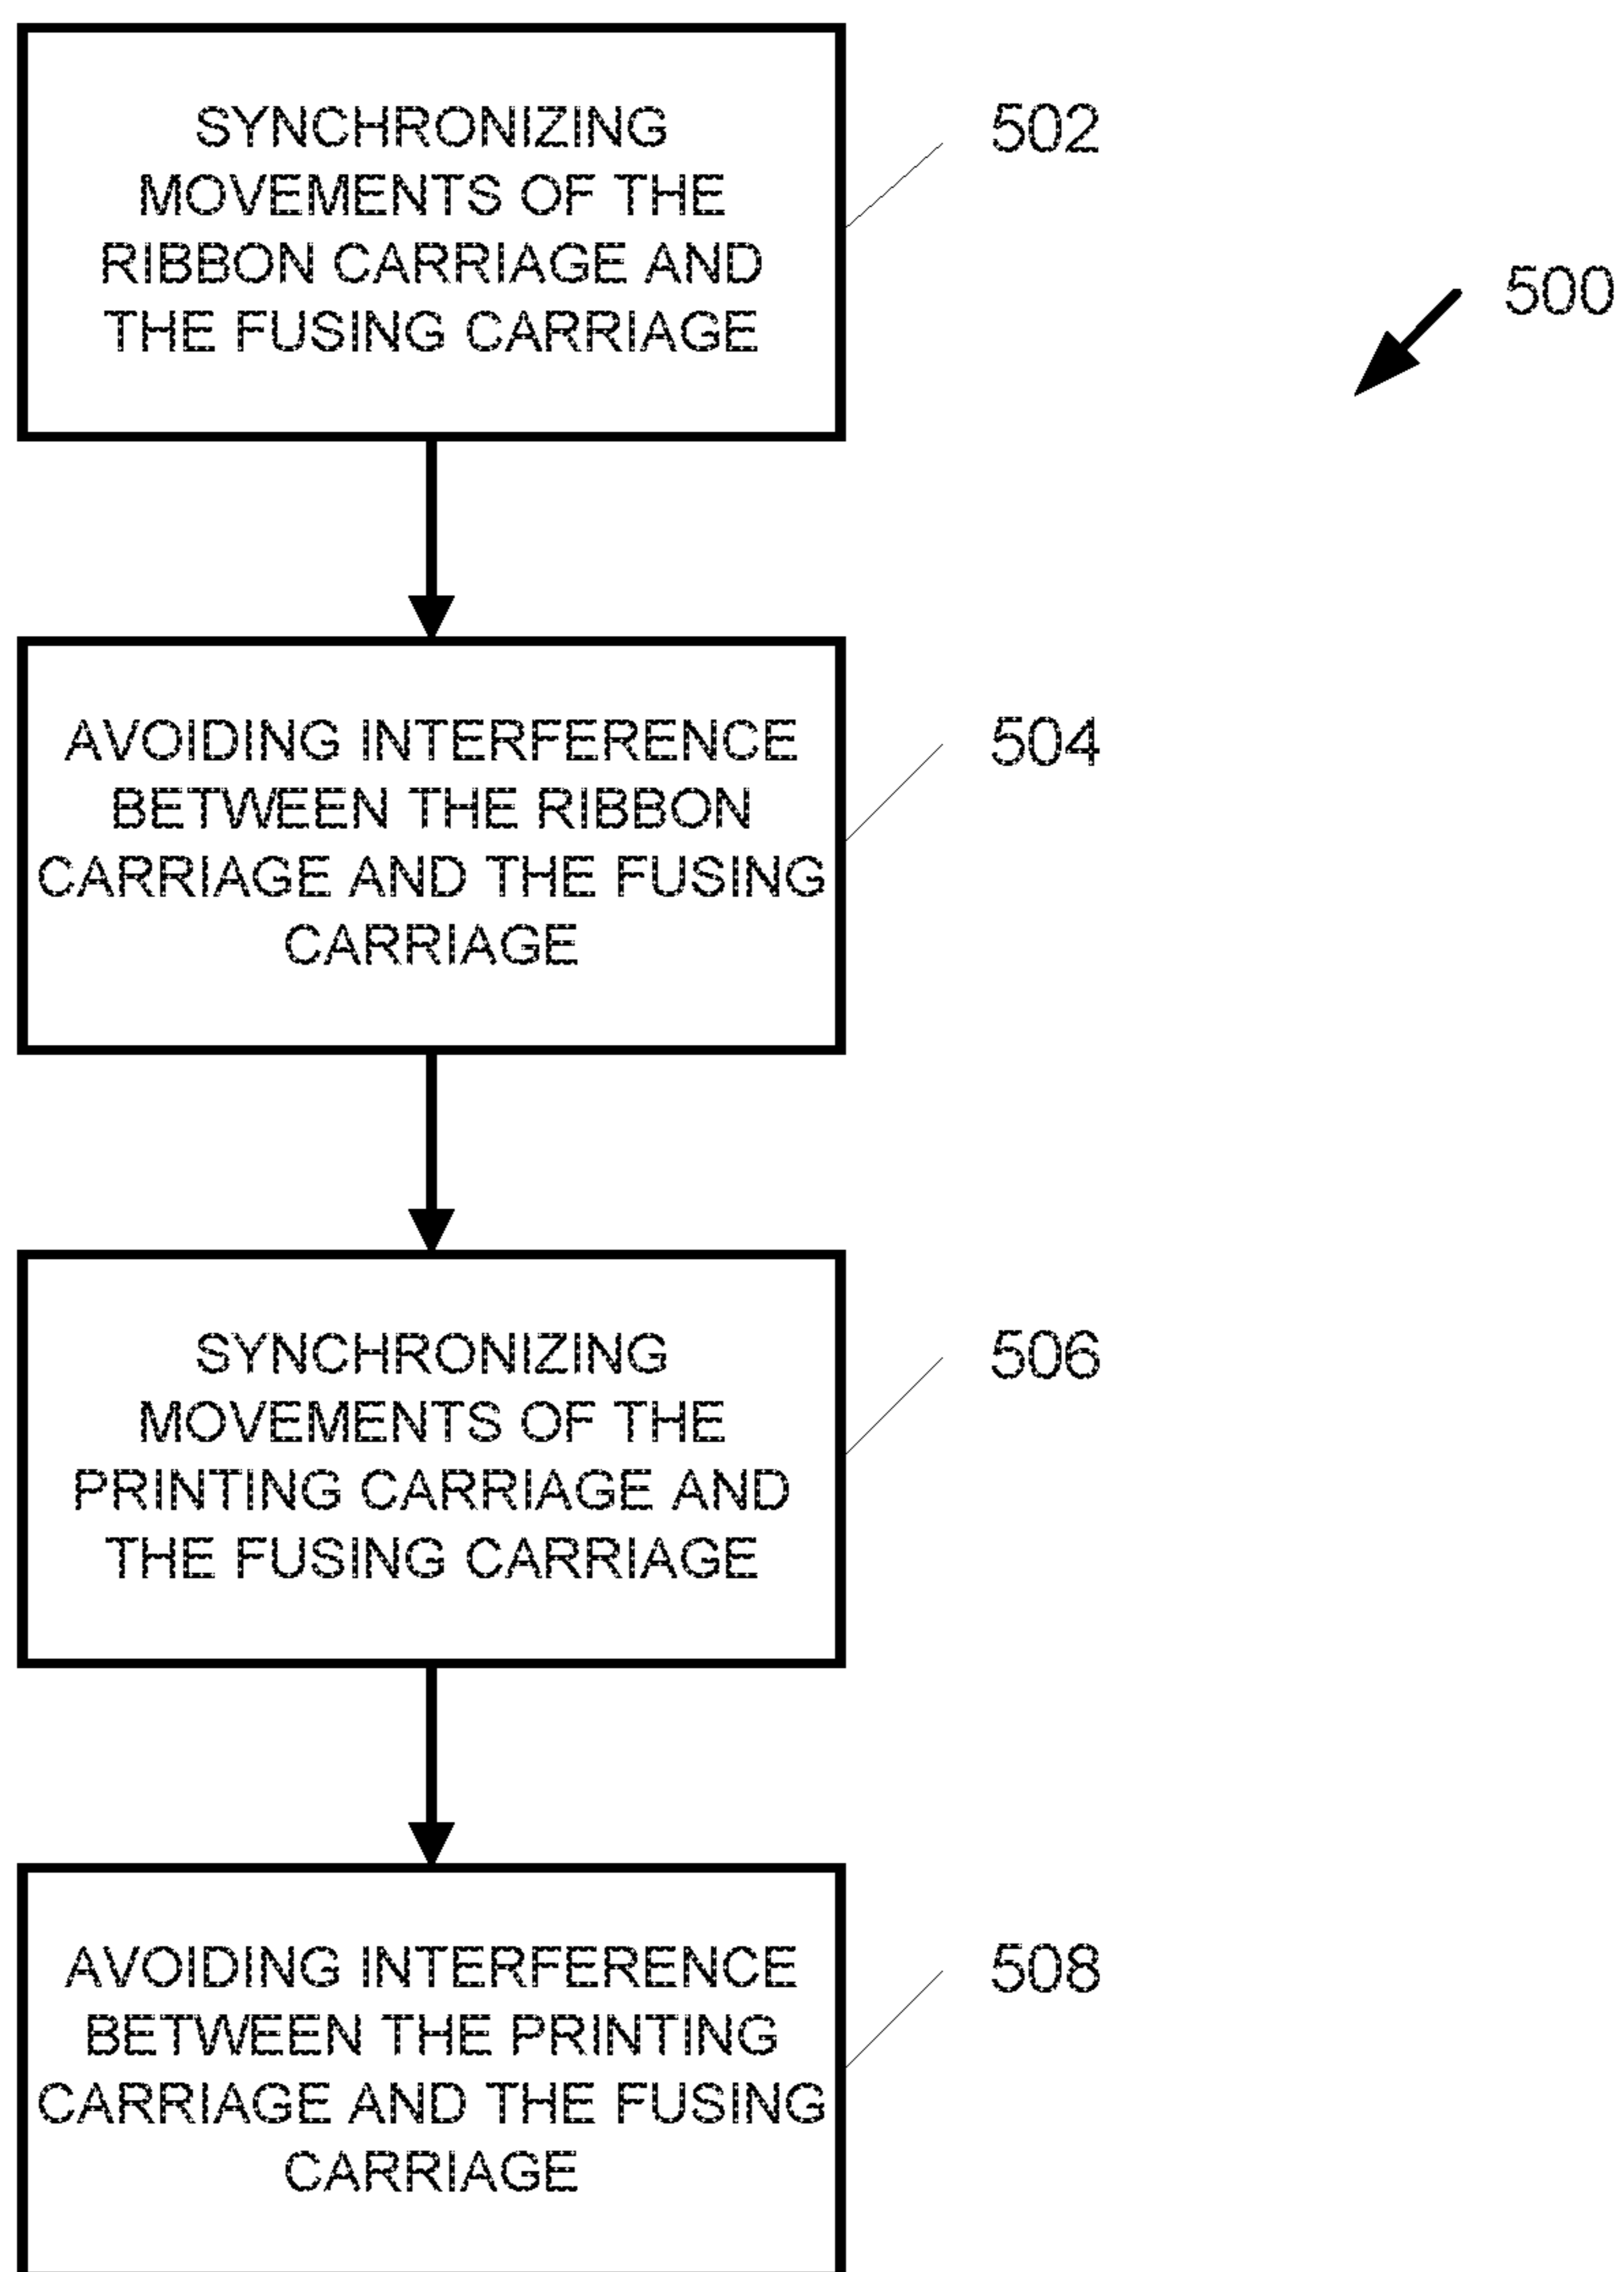 SYNCHRONIZING
MOVEMENTS OF THE
RIBBON CARRIAGE AND
THE FUSING CARRIAGE
502
500
AVOIDING INTERFERENCE
BETWEEN THE RIBBON
CARRIAGE AND THE FUSING
CARRIAGE
504
SYNCHRONIZING
MOVEMENTS OF THE
PRINTING CARRIAGE AND
THE FUSING CARRIAGE
506
AVOIDING INTERFERENCE
BETWEEN THE PRINTING
CARRIAGE AND THE FUSING
CARRIAGE
508